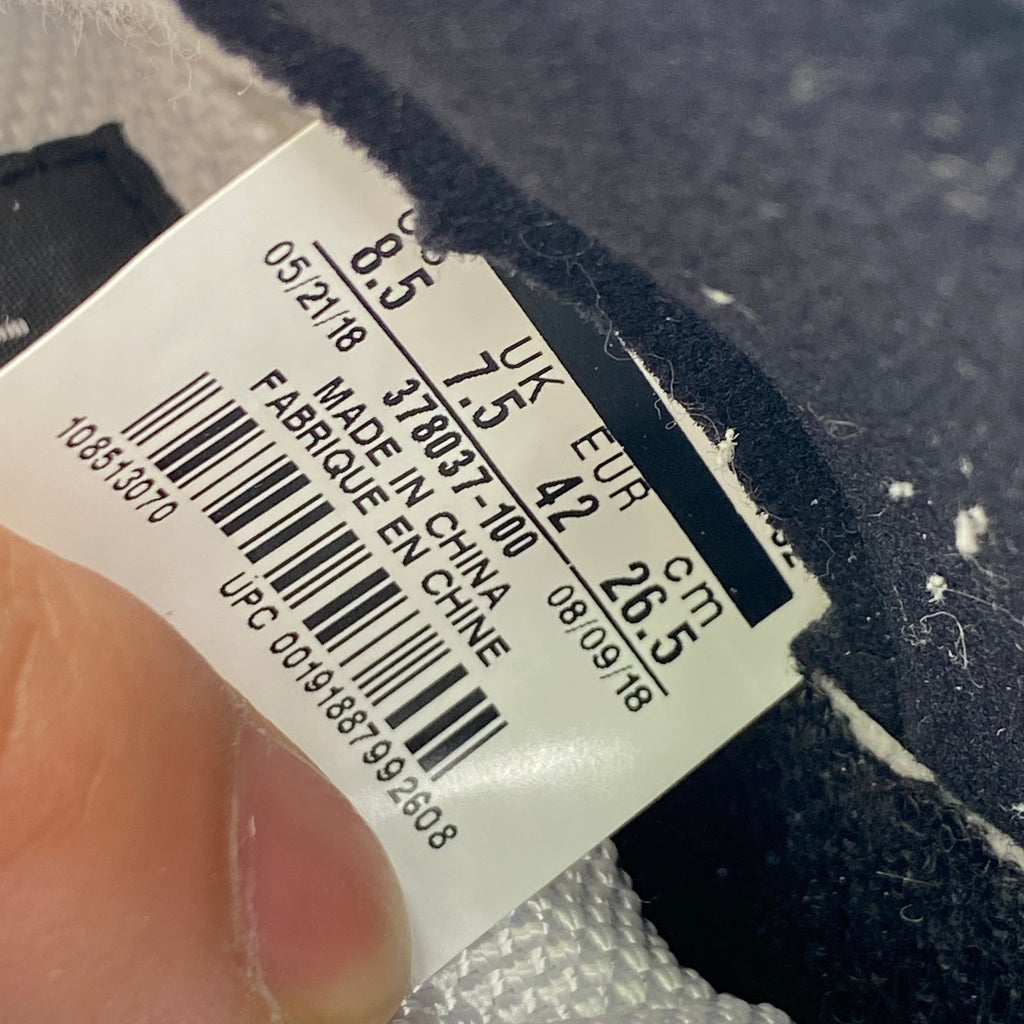 UK EUR cm
8.5 7.5 42 26.5
05/21/18 378037-100 08/09/18
MADE IN CHINA
FABRIQUE EN CHINE
108513070
UPC 00191887992608